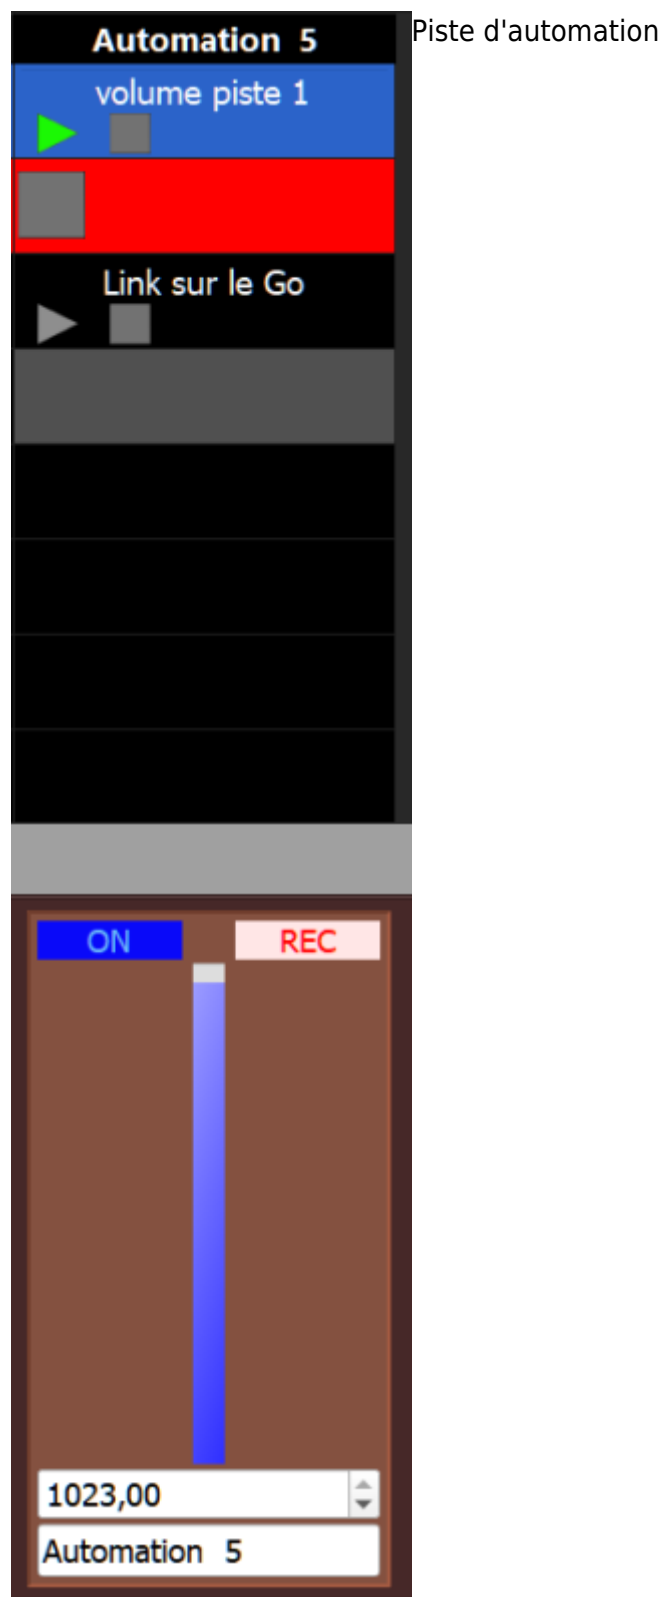 Automation 5
Piste d'automation
volume piste 1
Link sur le Go
ON
REC
1023,00
Automation 5